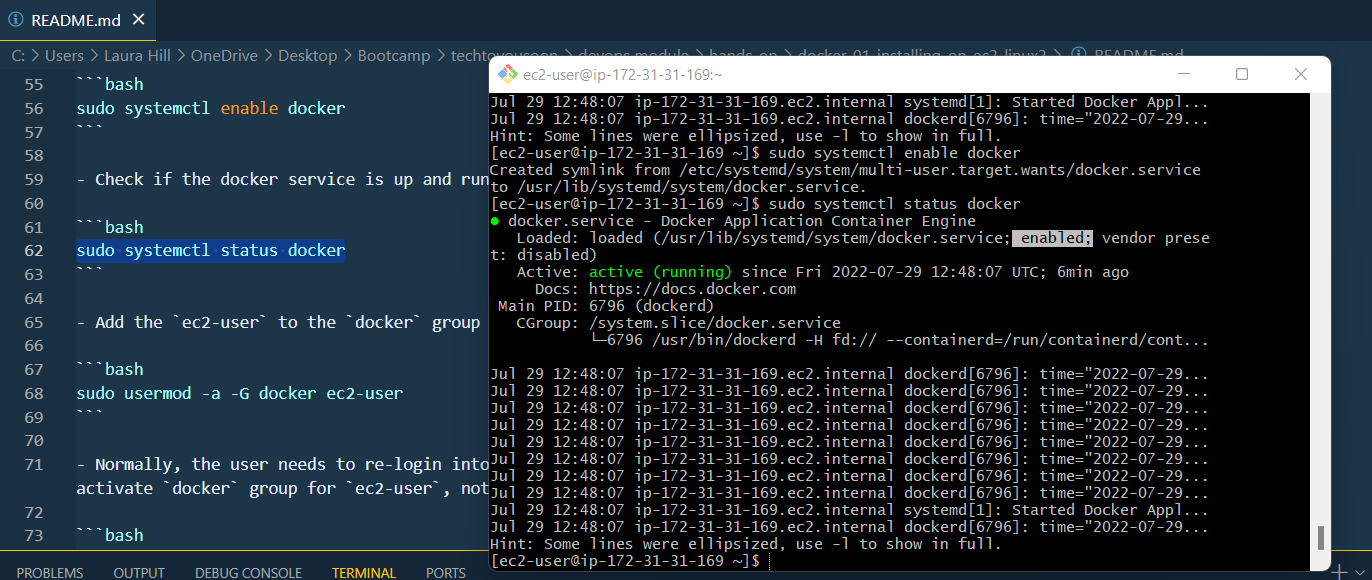 README.md
C: > Users > Laura Hill > OneDrive > Desktop > Bootcamp >
README.md
55 ```bash
56 sudo systemctl enable docker
57 ```
58
59 - Check if the docker service is up and run
60
61 ```bash
62 sudo systemctl status docker
63 ```
64
65 - Add the `ec2-user` to the `docker` group
66
67 ```bash
68 sudo usermod -a -G docker ec2-user
69 ```
70
71 - Normally, the user needs to re-login into
activate `docker` group for `ec2-user`, not
72
73 ```bash
PROBLEMS OUTPUT DEBUG CONSOLE TERMINAL PORTS
ec2-user@ip-172-31-31-169:~
Jul 29 12:48:07 ip-172-31-31-169.ec2.internal systemd[1]: Started Docker Appl...
Jul 29 12:48:07 ip-172-31-31-169.ec2.internal dockerd[6796]: time="2022-07-29...
Hint: Some lines were ellipsized, use -l to show in full.
[ec2-user@ip-172-31-31-169 ~]$ sudo systemctl enable docker
Created symlink from /etc/systemd/system/multi-user.target.wants/docker.service
to /usr/lib/systemd/system/docker.service.
[ec2-user@ip-172-31-31-169 ~]$ sudo systemctl status docker
● docker.service - Docker Application Container Engine
Loaded: loaded (/usr/lib/systemd/system/docker.service; enabled; vendor prese
t: disabled)
Active: active (running) since Fri 2022-07-29 12:48:07 UTC; 6min ago
Docs: https://docs.docker.com
Main PID: 6796 (dockerd)
CGroup: /system.slice/docker.service
└─6796 /usr/bin/dockerd -H fd:// --containerd=/run/containerd/cont...
Jul 29 12:48:07 ip-172-31-31-169.ec2.internal dockerd[6796]: time="2022-07-29...
Jul 29 12:48:07 ip-172-31-31-169.ec2.internal dockerd[6796]: time="2022-07-29...
Jul 29 12:48:07 ip-172-31-31-169.ec2.internal dockerd[6796]: time="2022-07-29...
Jul 29 12:48:07 ip-172-31-31-169.ec2.internal dockerd[6796]: time="2022-07-29...
Jul 29 12:48:07 ip-172-31-31-169.ec2.internal dockerd[6796]: time="2022-07-29...
Jul 29 12:48:07 ip-172-31-31-169.ec2.internal dockerd[6796]: time="2022-07-29...
Jul 29 12:48:07 ip-172-31-31-169.ec2.internal dockerd[6796]: time="2022-07-29...
Jul 29 12:48:07 ip-172-31-31-169.ec2.internal dockerd[6796]: time="2022-07-29...
Jul 29 12:48:07 ip-172-31-31-169.ec2.internal systemd[1]: Started Docker Appl...
Jul 29 12:48:07 ip-172-31-31-169.ec2.internal dockerd[6796]: time="2022-07-29...
Hint: Some lines were ellipsized, use -l to show in full.
[ec2-user@ip-172-31-31-169 ~]$